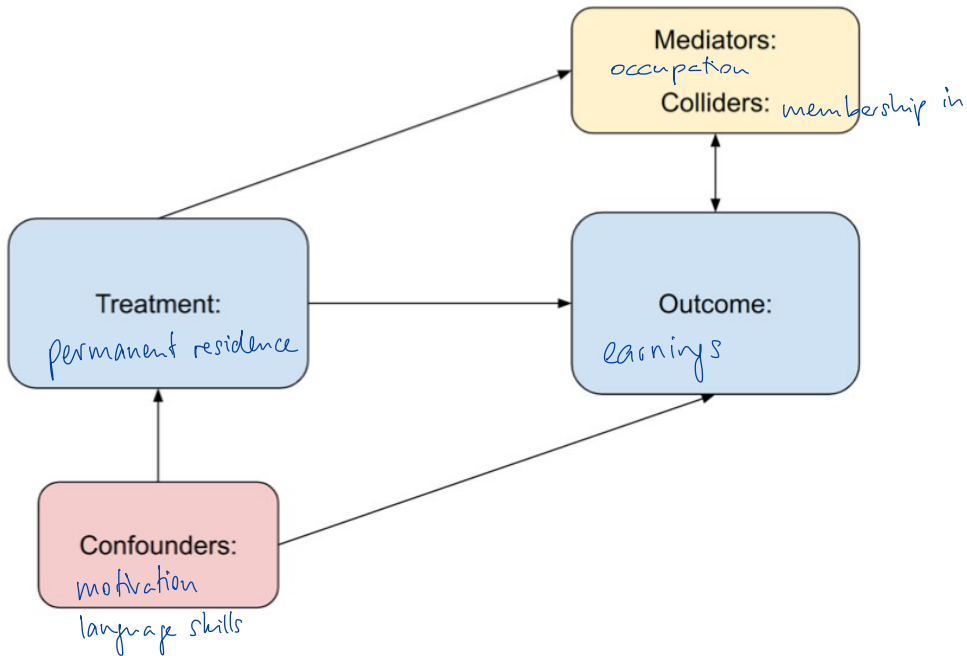 Mediators:
occupation
Colliders: membership in
Treatment:
permanent residence
Outcome:
earnings
Confounders:
motivation
language skills